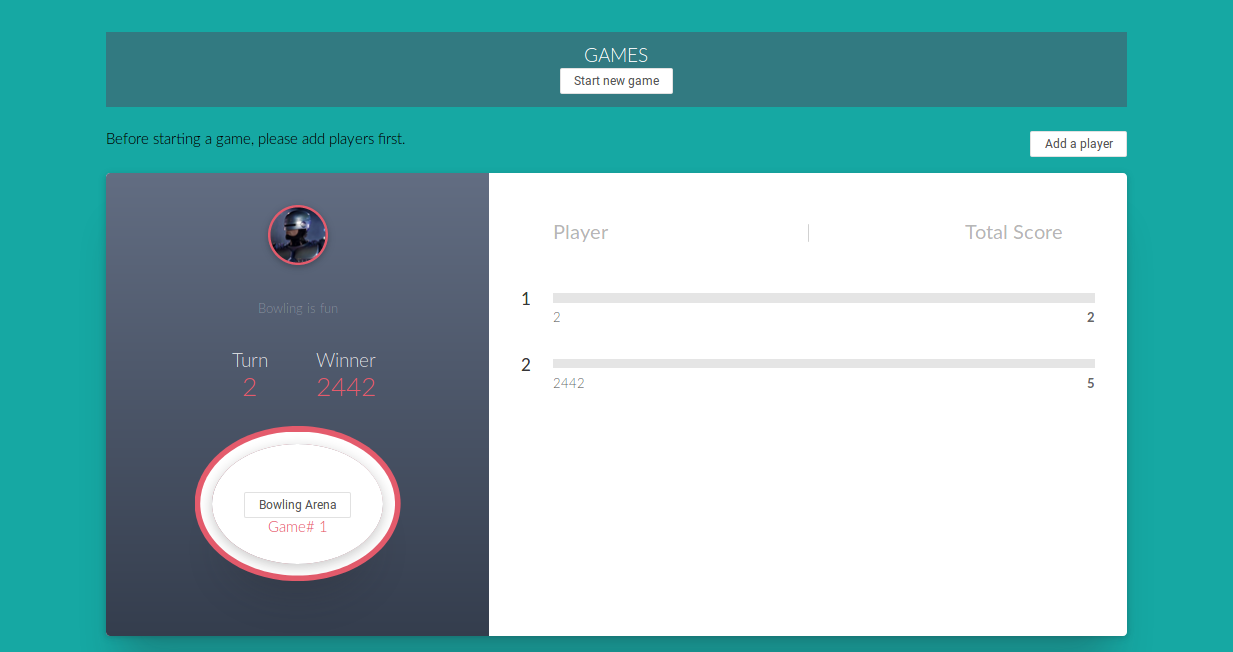 GAMES
Start new game
Before starting a game, please add players first.
Add a player
Bowling is fun
Turn Winner
2 2442
Bowling Arena
Game# 1
Player Total Score
1
2 2
2
2442 5